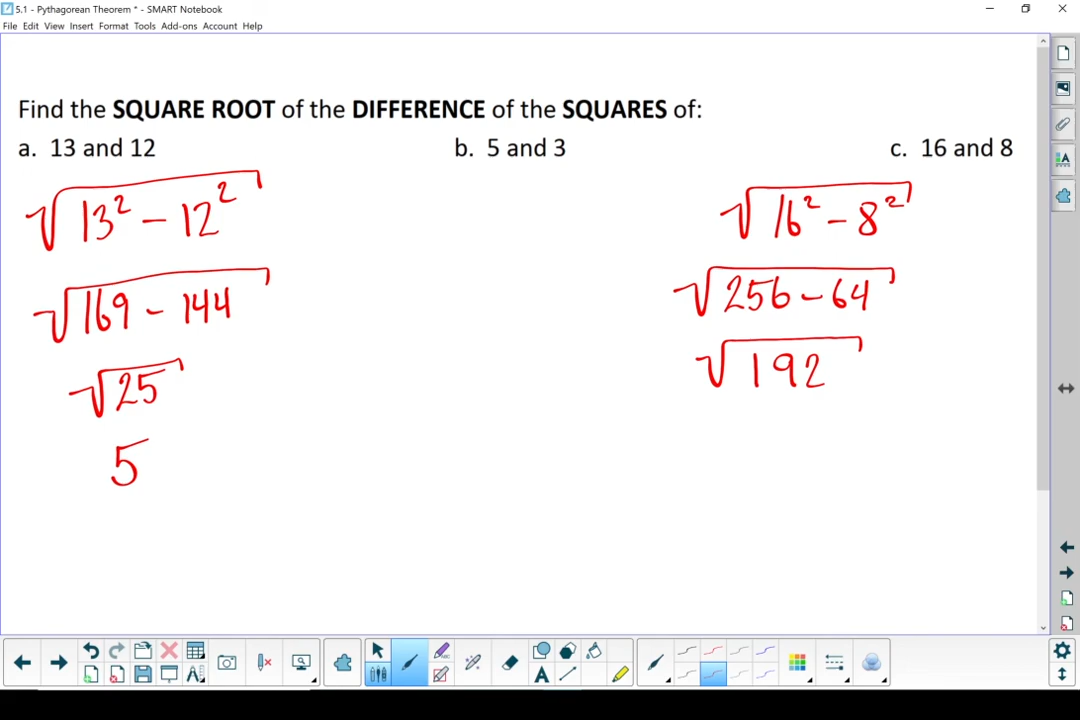 5.1 - Pythagorean Theorem * - SMART Notebook
File Edit View Insert Format Tools Add-ons Account Help
Find the SQUARE ROOT of the DIFFERENCE of the SQUARES of:
a. 13 and 12
b. 5 and 3
c. 16 and 8
√13² − 12²
√169 − 144
√25
5
√16² − 8²
√256 − 64
√192